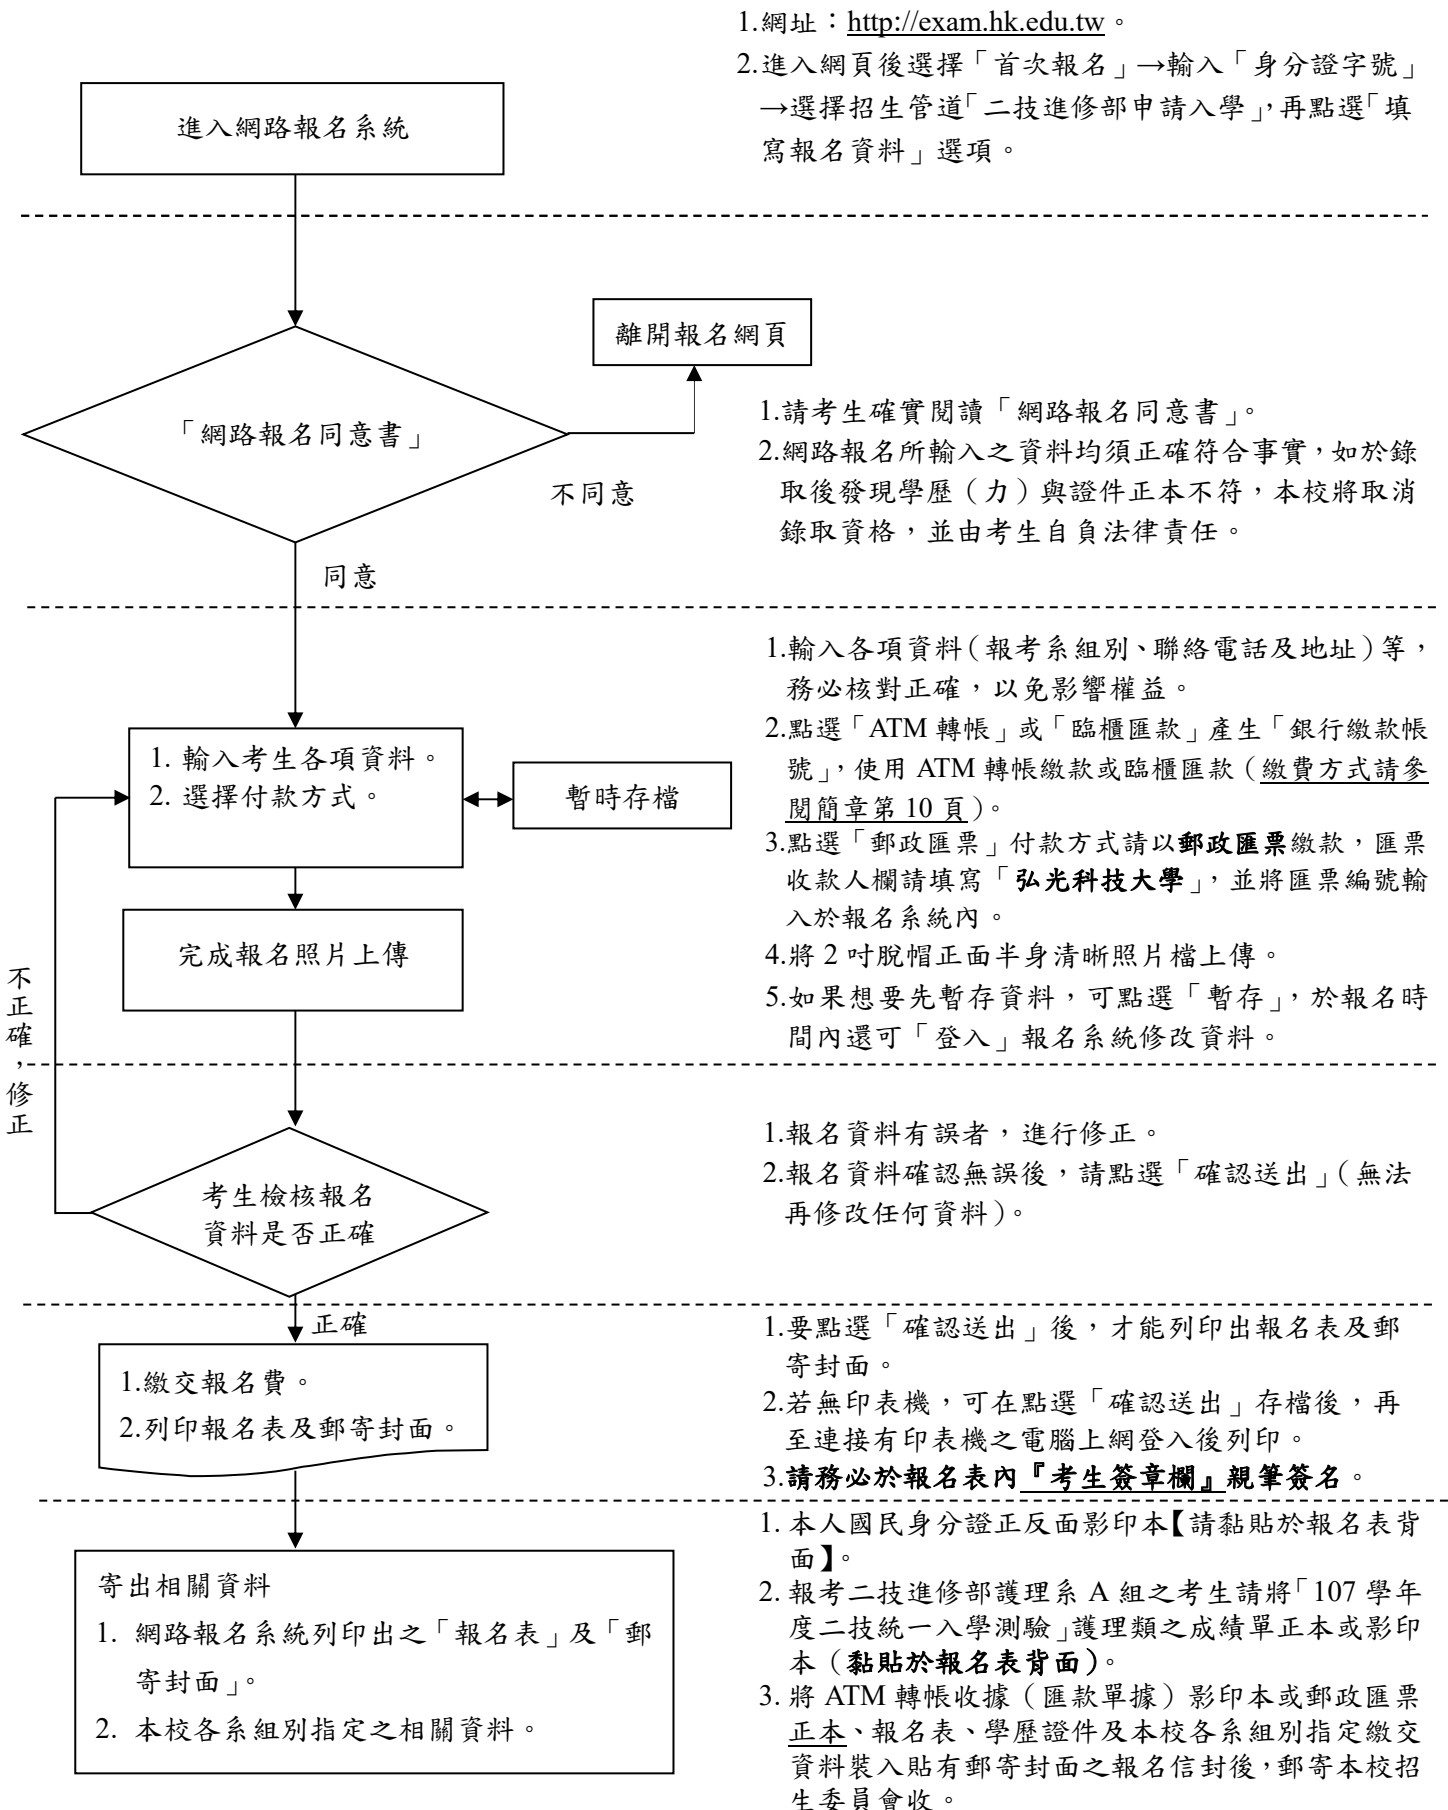 1.網址：http://exam.hk.edu.tw。
2.進入網頁後選擇「首次報名」→輸入「身分證字號」
→選擇招生管道「二技進修部申請入學」，再點選「填
寫報名資料」選項。
進入網路報名系統
離開報名網頁
「網路報名同意書」
不同意
同意
1.請考生確實閱讀「網路報名同意書」。
2.網路報名所輸入之資料均須正確符合事實，如於錄
取後發現學歷（力）與證件正本不符，本校將取消
錄取資格，並由考生自負法律責任。
1. 輸入考生各項資料。
2. 選擇付款方式。
暫時存檔
完成報名照片上傳
1.輸入各項資料（報考系組別、聯絡電話及地址）等，
務必核對正確，以免影響權益。
2.點選「ATM 轉帳」或「臨櫃匯款」產生「銀行繳款帳
號」，使用 ATM 轉帳繳款或臨櫃匯款（繳費方式請參
閱簡章第 10 頁）。
3.點選「郵政匯票」付款方式請以郵政匯票繳款，匯票
收款人欄請填寫「弘光科技大學」，並將匯票編號輸
入於報名系統內。
4.將 2 吋脫帽正面半身清晰照片檔上傳。
5.如果想要先暫存資料，可點選「暫存」，於報名時
間內還可「登入」報名系統修改資料。
不正確，修正
考生檢核報名
資料是否正確
1.報名資料有誤者，進行修正。
2.報名資料確認無誤後，請點選「確認送出」（無法
再修改任何資料）。
正確
1.繳交報名費。
2.列印報名表及郵寄封面。
1.要點選「確認送出」後，才能列印出報名表及郵
寄封面。
2.若無印表機，可在點選「確認送出」存檔後，再
至連接有印表機之電腦上網登入後列印。
3.請務必於報名表內『考生簽章欄』親筆簽名。
寄出相關資料
1. 網路報名系統列印出之「報名表」及「郵
寄封面」。
2. 本校各系組別指定之相關資料。
1. 本人國民身分證正反面影印本【請黏貼於報名表背
面】。
2. 報考二技進修部護理系 A 組之考生請將「107 學年
度二技統一入學測驗」護理類之成績單正本或影印
本（黏貼於報名表背面）。
3. 將 ATM 轉帳收據（匯款單據）影印本或郵政匯票
正本、報名表、學歷證件及本校各系組別指定繳交
資料裝入貼有郵寄封面之報名信封後，郵寄本校招
生委員會收。